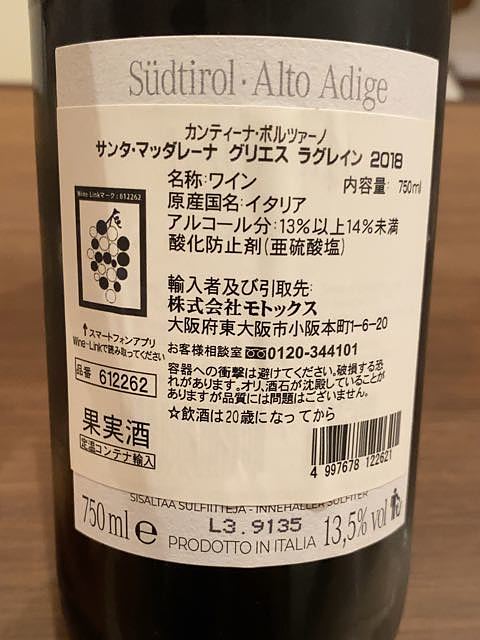 Südtirol · Alto Adige
カンティーナ・ボルツァーノ
サンタ・マッダレーナ グリエス ラグレイン 2018
Wine Linkマーク:612262
名称:ワイン 内容量: 750ml
原産国名:イタリア
アルコール分:13%以上14%未満
酸化防止剤(亜硫酸塩)
輸入者及び引取先:
株式会社モトックス
大阪府東大阪市小阪本町1-6-20
↑スマートフォンアプリ
Wine-Linkで読み取ってください
お客様相談室 0120-344101
品番 612262
容器への衝撃は避けてください。破損する恐
れがあります。オリ、酒石が沈殿していることが
ありますが品質には問題はございません。
☆飲酒は20歳になってから
果実酒
定温コンテナ輸入
4 997678 122621
SISÄLTÄÄ SULFIITTEJA - INNEHÅLLER SULFITER
750 ml e
L3.9135
13,5% vol
PRODOTTO IN ITALIA